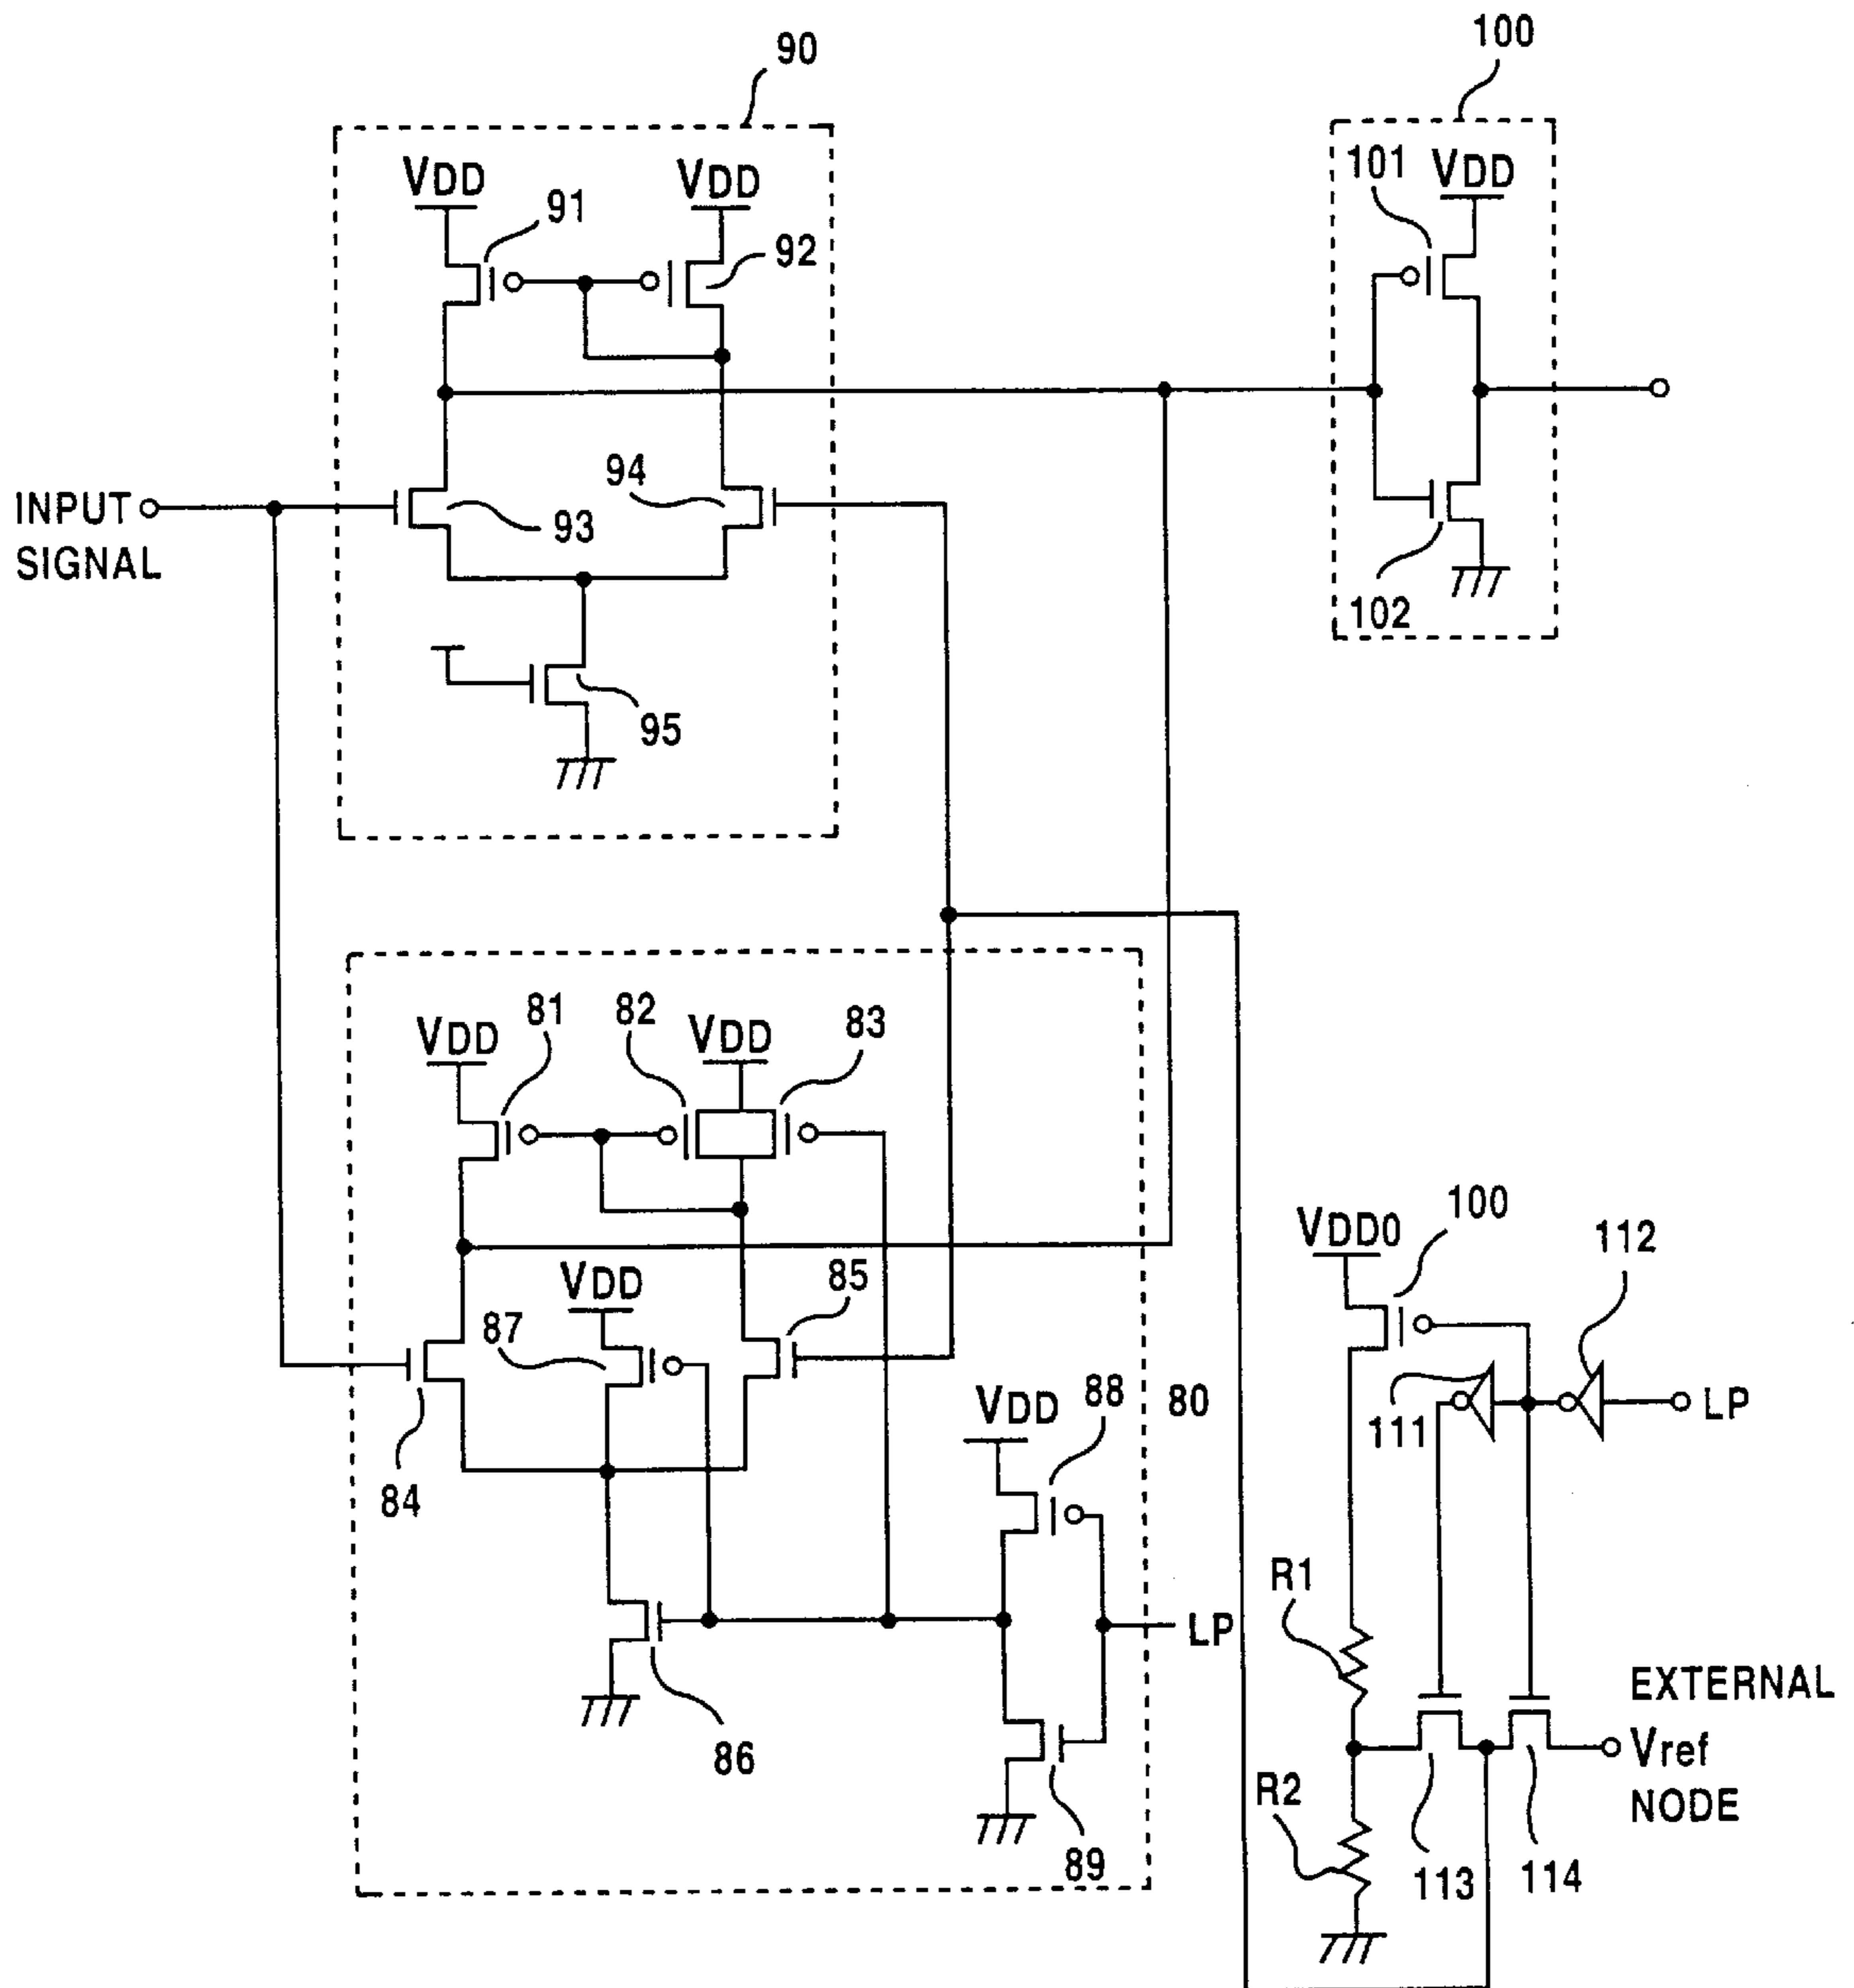 90
100
VDD
VDD
91
92
101
VDD
94
93
INPUT
SIGNAL
102
95
81
82
83
VDD
VDD
100
VDD0
112
VDD
85
87
88
80
VDD
111
LP
84
R1
LP
EXTERNAL
Vref
NODE
86
R2
89
113
114